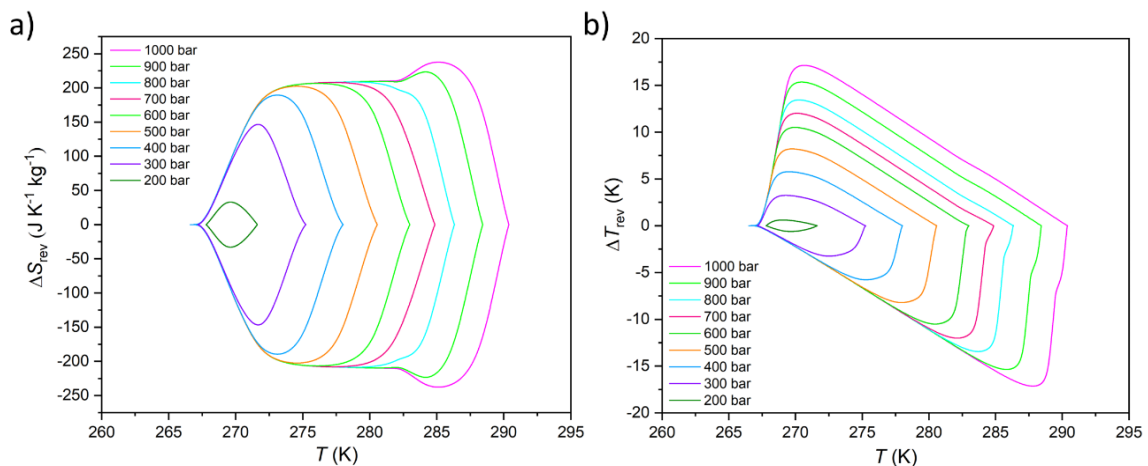 a)
1000 bar
900 bar
800 bar
700 bar
600 bar
500 bar
400 bar
300 bar
200 bar
250
200
150
100
50
0
50
-100
-150
-200
-250
ΔS_rev (J K⁻¹ kg⁻¹)
260 265 270 275 280 285 290 295
T (K)
b)
20
15
10
5
0
-5
-10
-15
-20
ΔT_rev (K)
1000 bar
900 bar
800 bar
700 bar
600 bar
500 bar
400 bar
300 bar
200 bar
260 265 270 275 280 285 290 295
T (K)